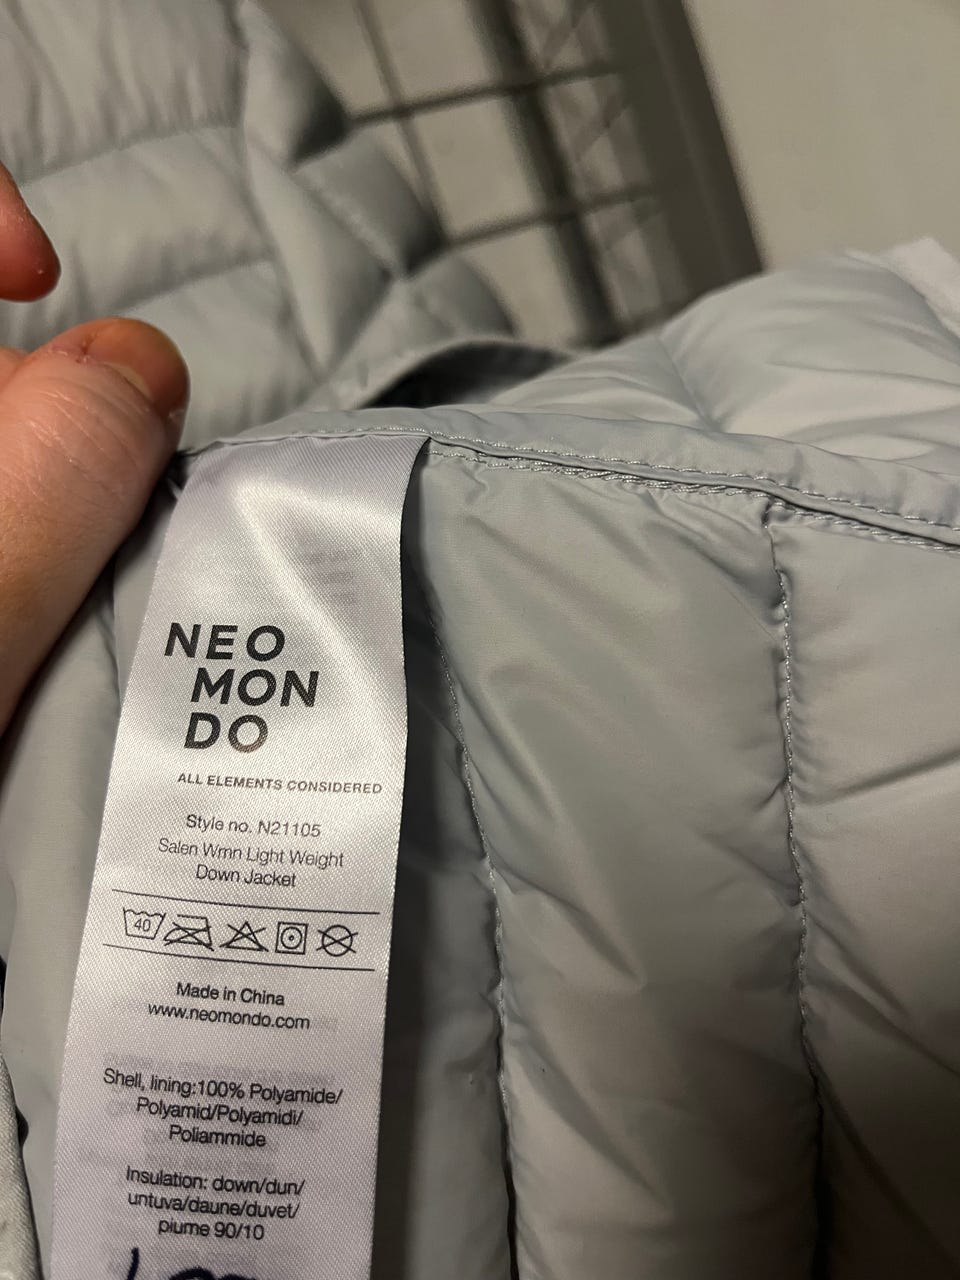 NEO
MON
DO
ALL ELEMENTS CONSIDERED
Style no. N21105
Salen Wmn Light Weight
Down Jacket
40
Made in China
www.neomondo.com
Shell, lining:100% Polyamide/
Polyamid/Polyamidi/
Poliammide
Insulation: down/dun/
untuva/daune/duvet/
piume 90/10